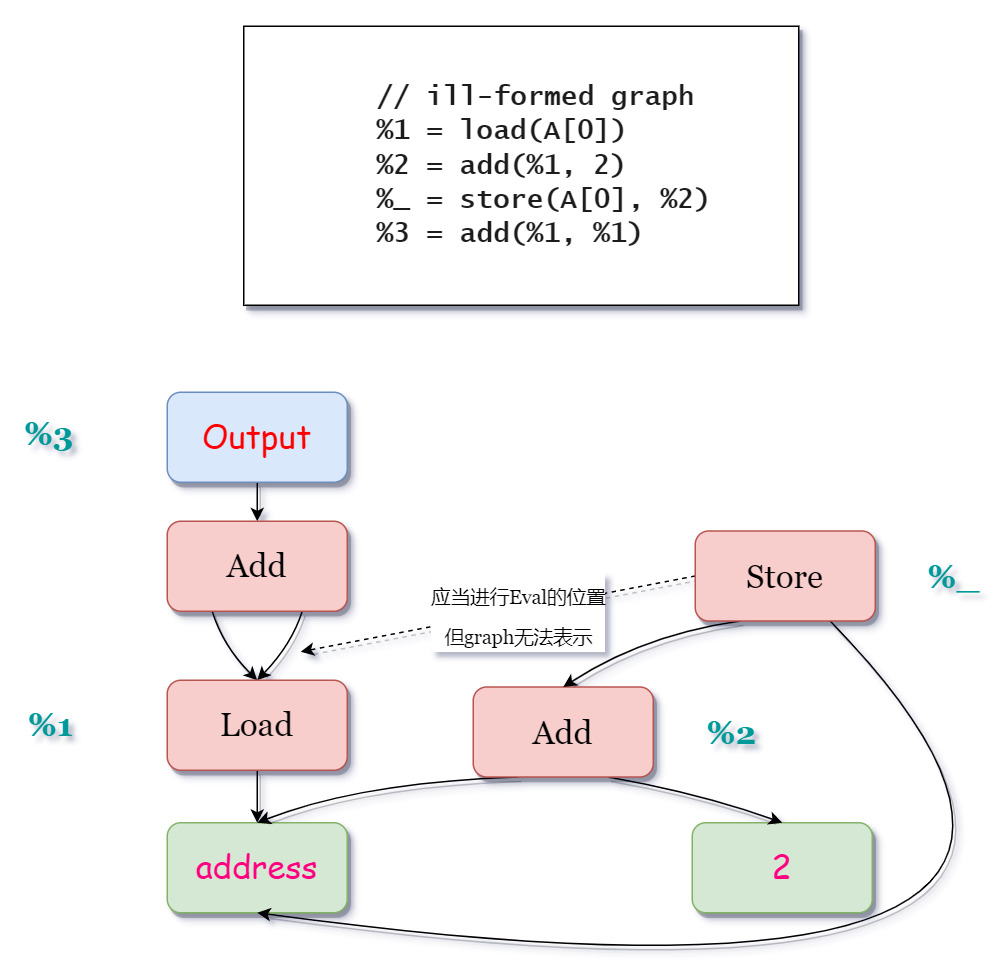 // ill-formed graph
%1 = load(A[0])
%2 = add(%1, 2)
%_ = store(A[0], %2)
%3 = add(%1, %1)
%3
Output
Add
Store
%_
应当进行Eval的位置
但graph无法表示
%1
Load
Add
%2
address
2